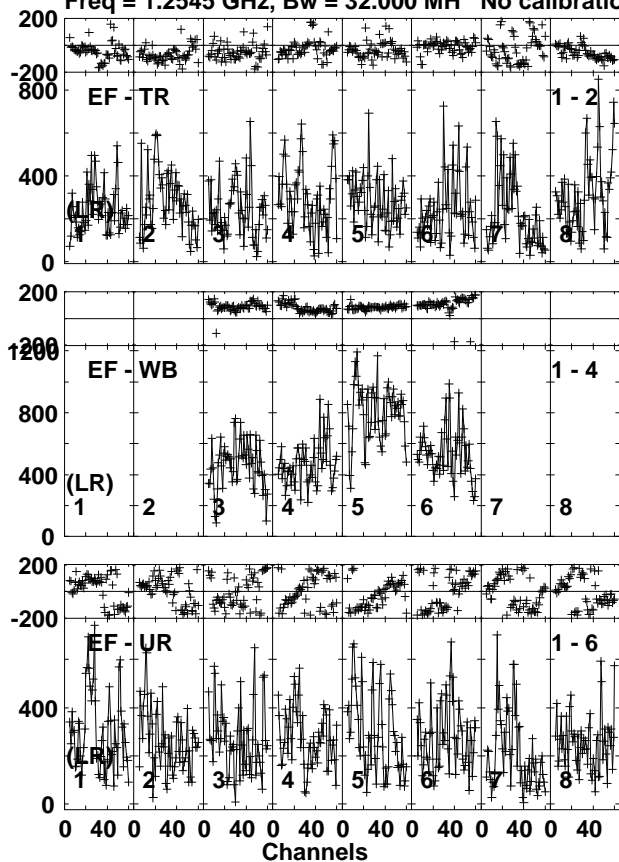 Freq = 1.2545 GHz, Bw = 32.000 MH No calibratio
200
-200
800
EF - TR
1 - 2
400
(LR)
1 2 3 4 5 6 7 8
0
200
-200
1200
EF - WB
1 - 4
800
400
(LR)
1 2 3 4 5 6 7 8
0
200
-200
EF - UR
1 - 6
400
(LR)
1 2 3 4 5 6 7 8
0
0 40 0 40 0 40 0 40 0 40 0 40 0 40 0 40
Channels